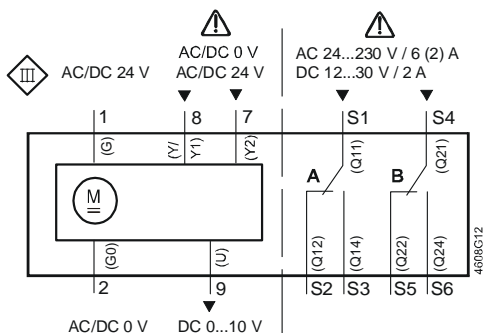 AC/DC 0 V
AC/DC 24 V
AC 24...230 V / 6 (2) A
DC 12...30 V / 2 A
III
AC/DC 24 V
1
8
7
S1
S4
(G)
(Y/
Y1)
(Y2)
(Q11)
(Q21)
A
B
M
(G0)
(U)
(Q12)
(Q14)
(Q22)
(Q24)
4608G12
2
9
S2
S3
S5
S6
AC/DC 0 V
DC 0...10 V